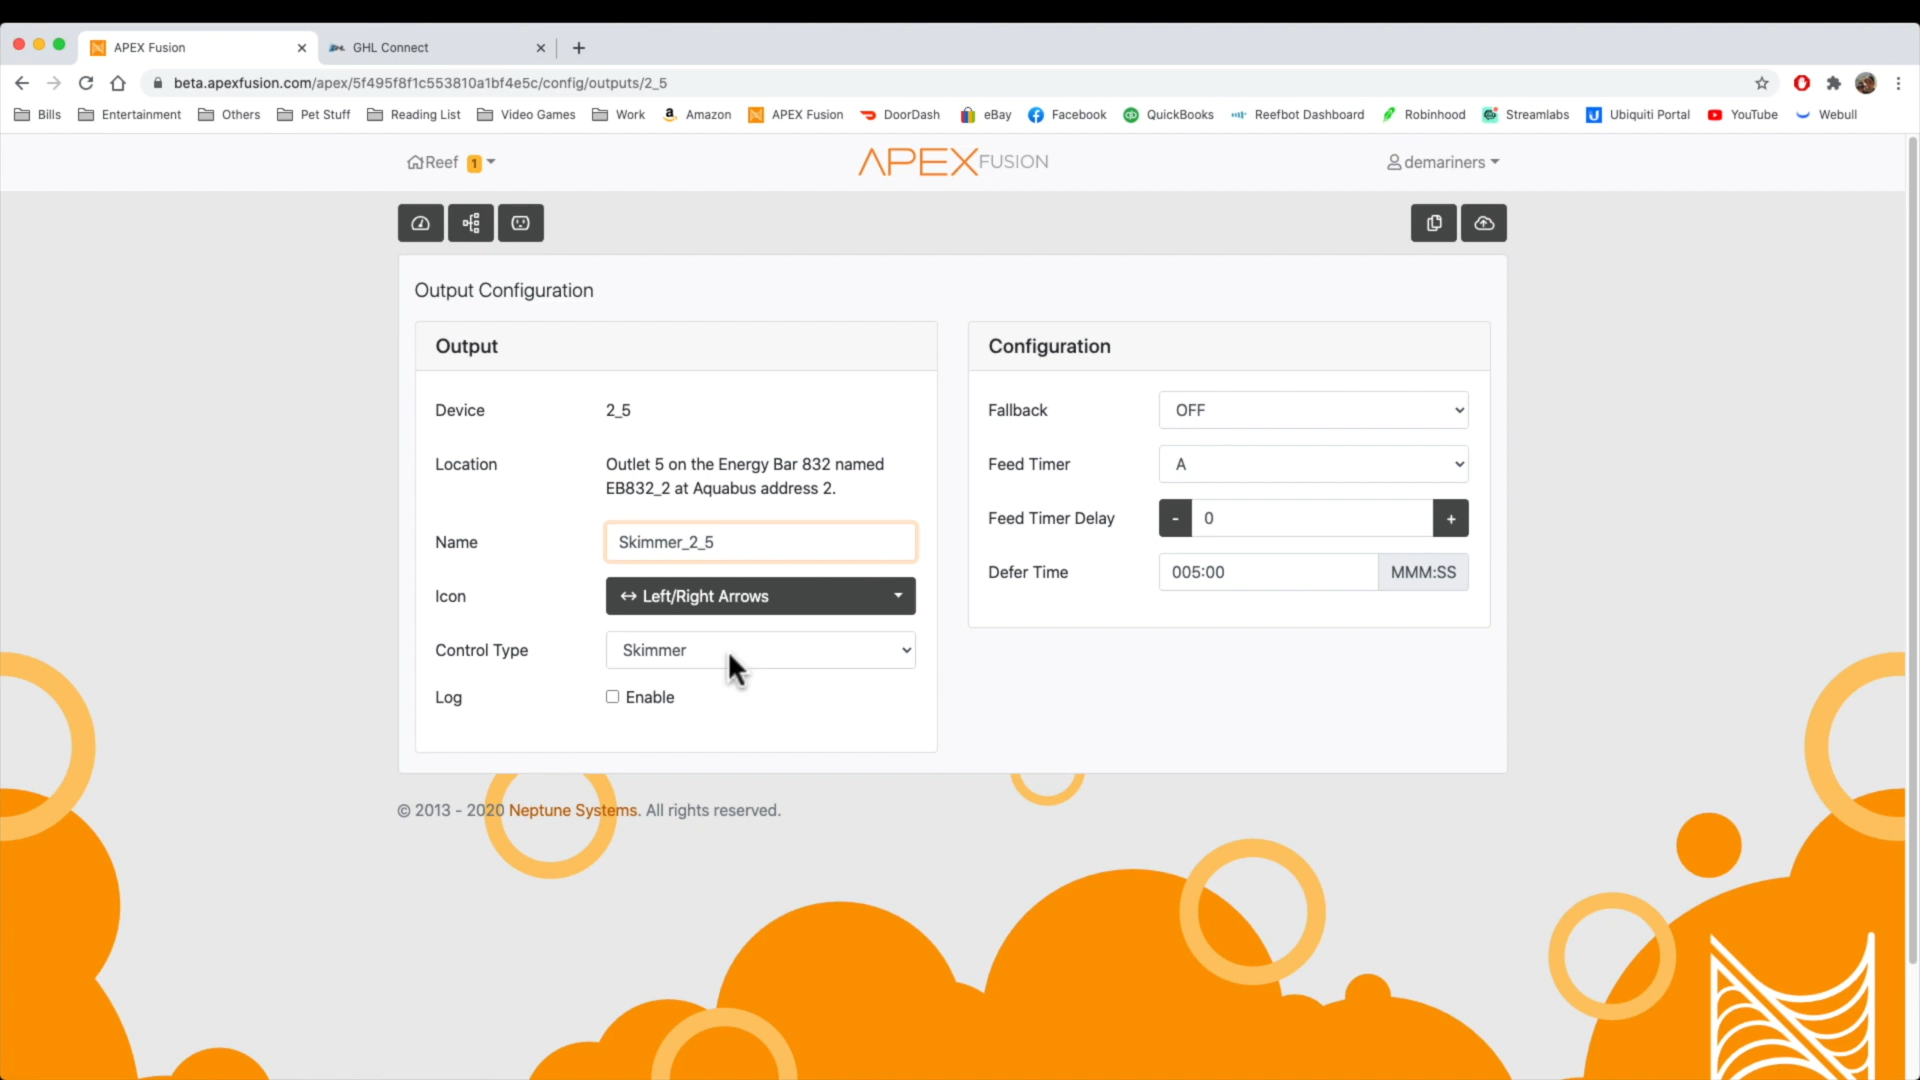 APEX Fusion
GHL Connect
beta.apexfusion.com/apex/5f495f8f1c553810a1bf4e5c/config/outputs/2_5
Bills Entertainment Others Pet Stuff Reading List Video Games Work Amazon APEX Fusion DoorDash eBay Facebook QuickBooks Reefbot Dashboard Robinhood Streamlabs Ubiquiti Portal YouTube Webull
Reef 1
APEX FUSION
demariners
Output Configuration
Output
Device 2_5
Location Outlet 5 on the Energy Bar 832 named
EB832_2 at Aquabus address 2.
Name Skimmer_2_5
Icon Left/Right Arrows
Control Type Skimmer
Log Enable
Configuration
Fallback OFF
Feed Timer A
Feed Timer Delay - 0 +
Defer Time 005:00 MMM:SS
© 2013 - 2020 Neptune Systems. All rights reserved.